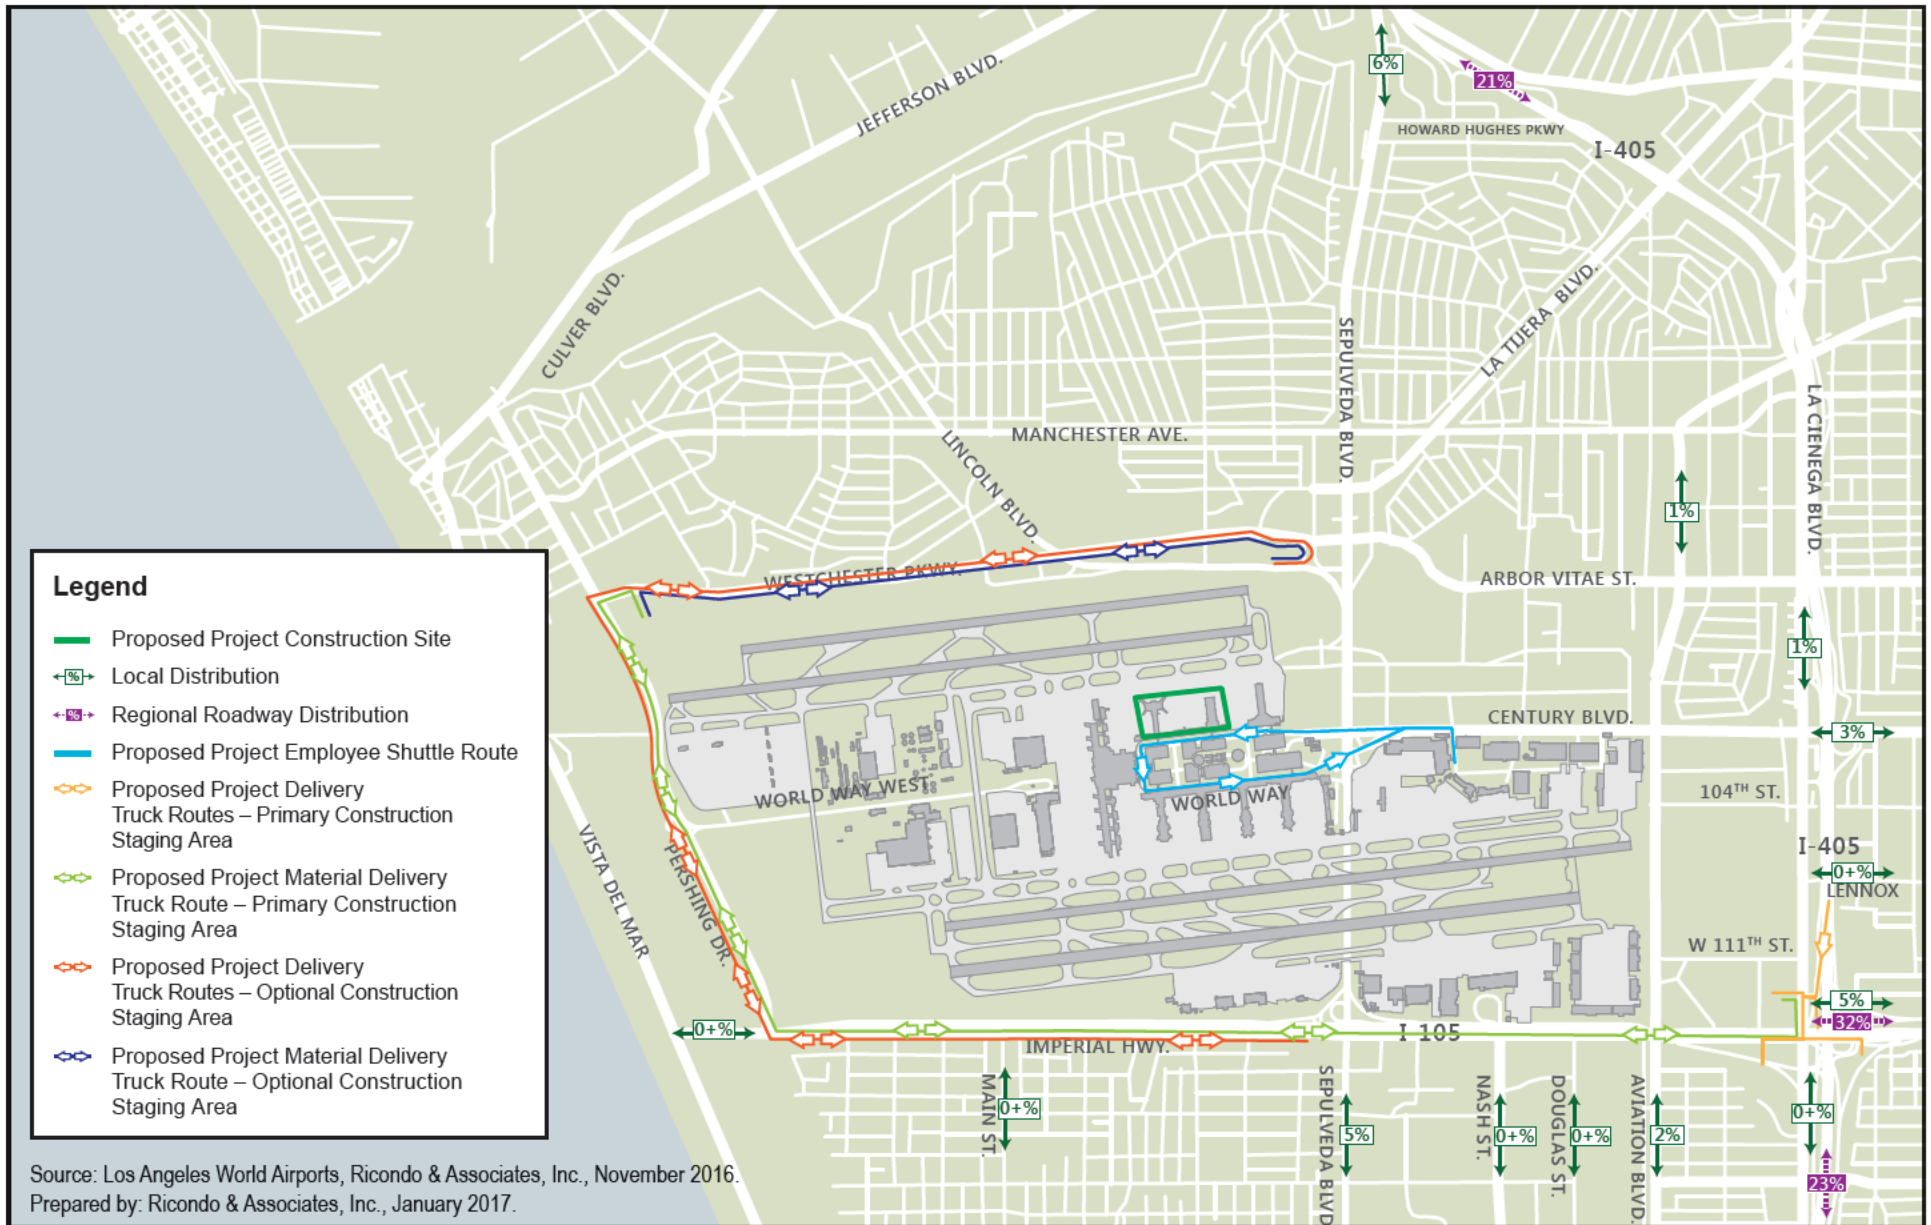 6%
21%
HOWARD HUGHES PKWY
I-405
JEFFERSON BLVD.
CULVER BLVD.
LA TIJERA BLVD.
SEPULVEDA BLVD.
MANCHESTER AVE.
LINCOLN BLVD.
LA CIENEGA BLVD.
1%
WESTCHESTER PKWY.
ARBOR VITAE ST.
1%
CENTURY BLVD.
3%
WORLD WAY WEST
WORLD WAY
104TH ST.
I-405
0+%
LENNOX
VISTA DEL MAR
PERSHING DR.
W 111TH ST.
5%
32%
0+%
I-105
IMPERIAL HWY.
MAIN ST.
0+%
SEPULVEDA BLVD
5%
NASH ST.
0+%
DOUGLAS ST.
0+%
AVIATION BLVD.
2%
0+%
23%
Legend
Proposed Project Construction Site
% Local Distribution
% Regional Roadway Distribution
Proposed Project Employee Shuttle Route
Proposed Project Delivery
Truck Routes – Primary Construction
Staging Area
Proposed Project Material Delivery
Truck Route – Primary Construction
Staging Area
Proposed Project Delivery
Truck Routes – Optional Construction
Staging Area
Proposed Project Material Delivery
Truck Route – Optional Construction
Staging Area
Source: Los Angeles World Airports, Ricondo & Associates, Inc., November 2016.
Prepared by: Ricondo & Associates, Inc., January 2017.